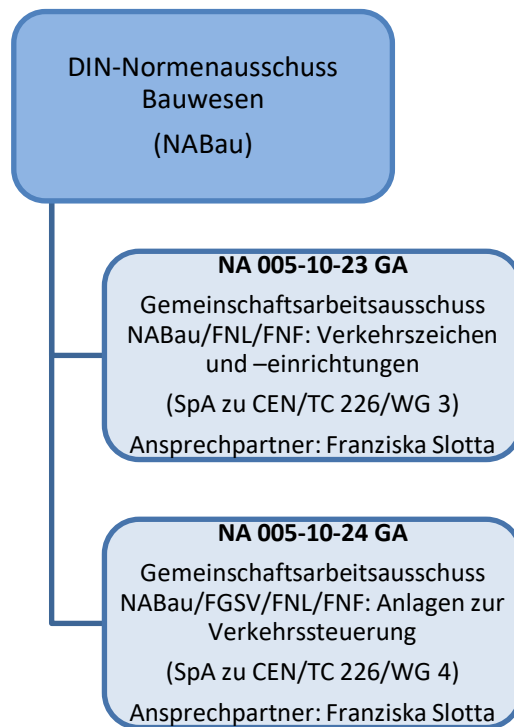 DIN-Normenausschuss
Bauwesen
(NABau)
NA 005-10-23 GA
Gemeinschaftsarbeitsausschuss
NABau/FNL/FNF: Verkehrszeichen
und –einrichtungen
(SpA zu CEN/TC 226/WG 3)
Ansprechpartner: Franziska Slotta
NA 005-10-24 GA
Gemeinschaftsarbeitsausschuss
NABau/FGSV/FNL/FNF: Anlagen zur
Verkehrssteuerung
(SpA zu CEN/TC 226/WG 4)
Ansprechpartner: Franziska Slotta